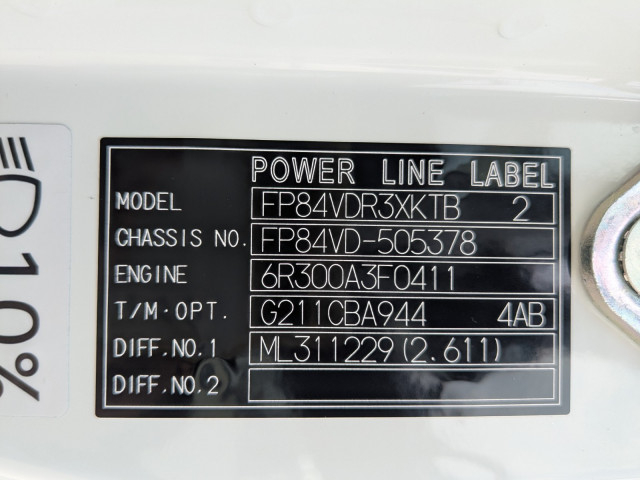 POWER LINE LABEL
MODEL FP84VDR3XKTB 2
CHASSIS NO. FP84VD-505378
ENGINE 6R300A3F0411
T/M·OPT. G211CBA944 4AB
DIFF.NO.1 ML311229(2.611)
DIFF.NO.2
10%